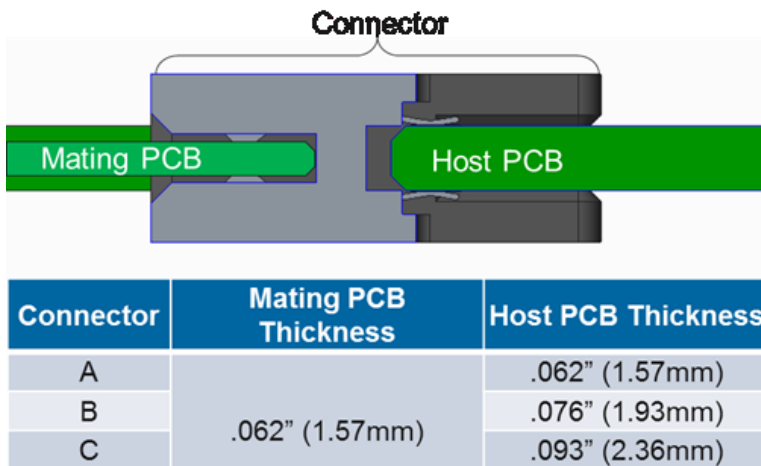 Connector
Mating PCB
Host PCB
Connector
Mating PCB
Thickness
Host PCB Thickness
A
.062” (1.57mm)
.062” (1.57mm)
B
.076” (1.93mm)
C
.093” (2.36mm)